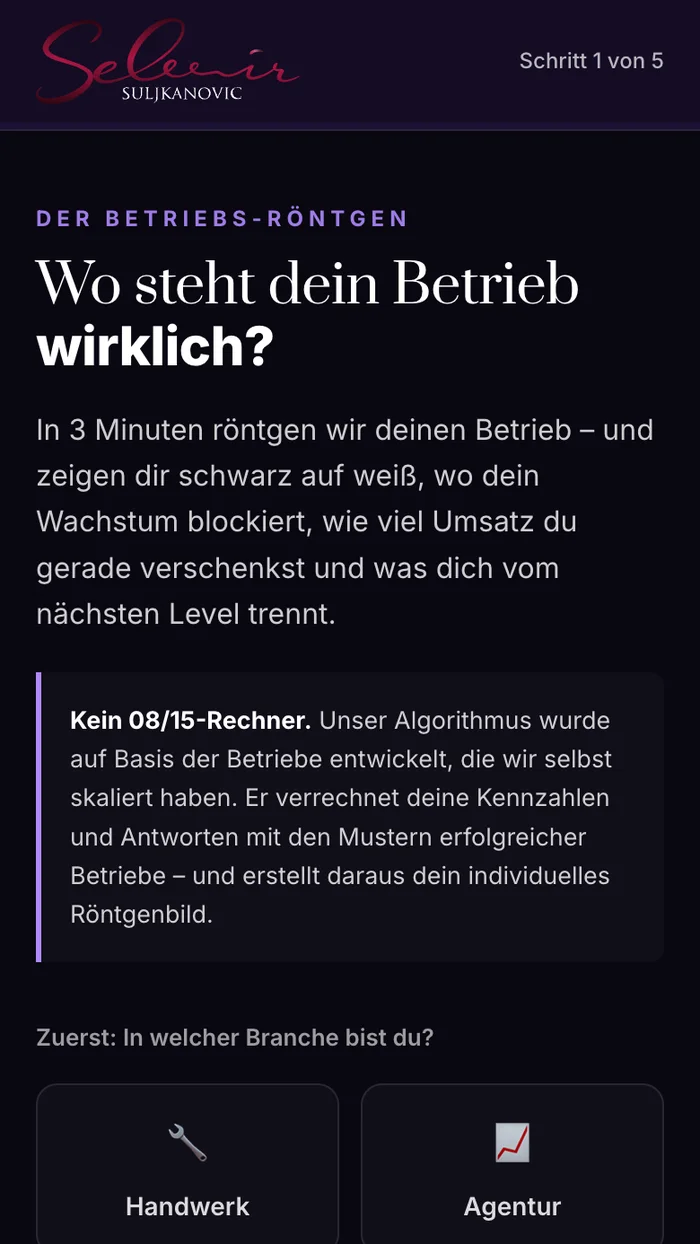 Selemir
SULJKANOVIC
Schritt 1 von 5
DER BETRIEBS-RÖNTGEN
Wo steht dein Betrieb
wirklich?
In 3 Minuten röntgen wir deinen Betrieb – und
zeigen dir schwarz auf weiß, wo dein
Wachstum blockiert, wie viel Umsatz du
gerade verschenkst und was dich vom
nächsten Level trennt.
Kein 08/15-Rechner. Unser Algorithmus wurde
auf Basis der Betriebe entwickelt, die wir selbst
skaliert haben. Er verrechnet deine Kennzahlen
und Antworten mit den Mustern erfolgreicher
Betriebe – und erstellt daraus dein individuelles
Röntgenbild.
Zuerst: In welcher Branche bist du?
Handwerk
Agentur